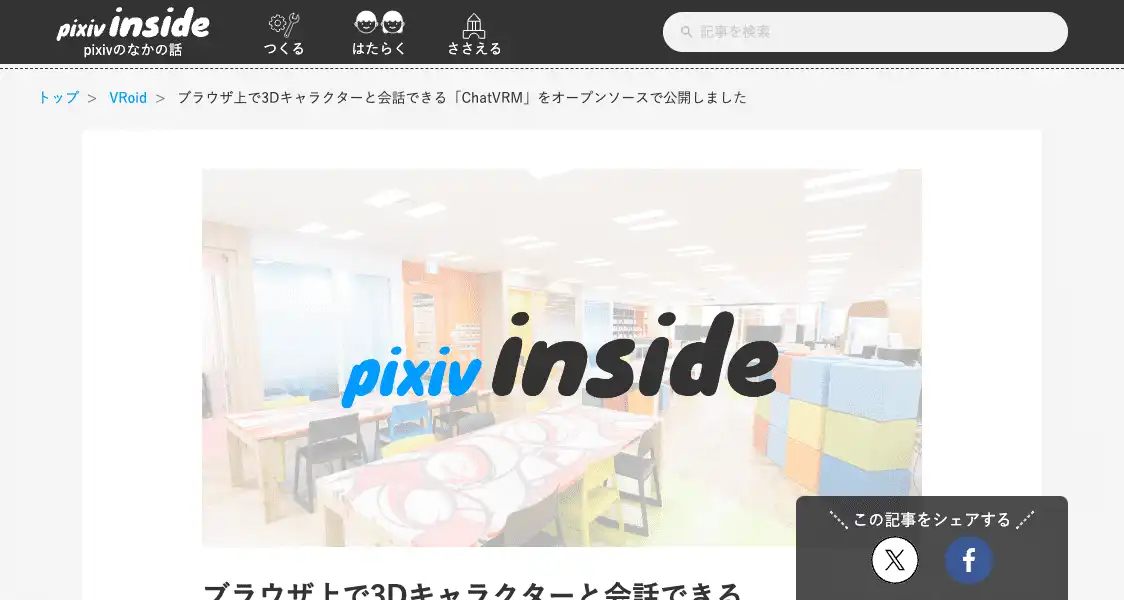 pixiv inside
pixivのなかの話
つくる
はたらく
ささえる
記事を検索
トップ > VRoid > ブラウザ上で3Dキャラクターと会話できる「ChatVRM」をオープンソースで公開しました
pixiv inside
この記事をシェアする
ブラウザ上で3Dキャラクターと会話できる